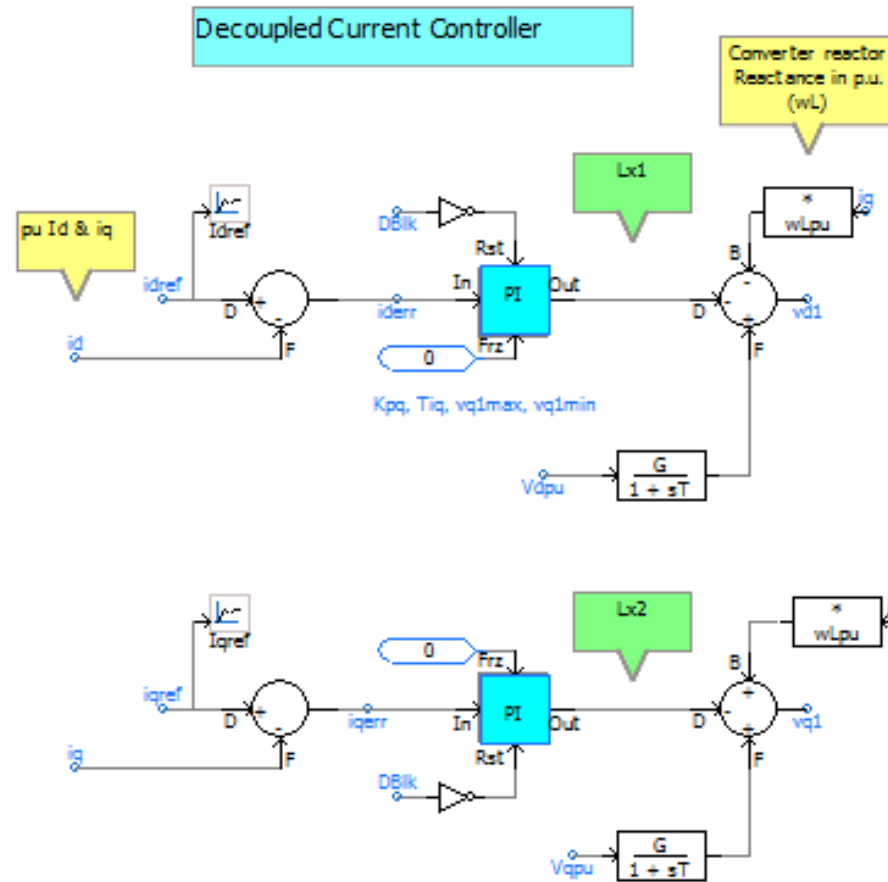 Decoupled Current Controller
Converter reactor
Reactance in p.u.
(wL)
Lx1
pu Id & iq
Idref
DBlk
*
wLpu
iq
Rst
B
-
idref
D
+
-
F
iderr
In
PI
Out
D
-
+
F
vd1
id
Frz
0
Kpq, Tiq, vq1max, vq1min
Vdpu
G
1 + sT
Lx2
Iqref
*
wLpu
0
Frz
B
+
iqref
D
+
-
F
iqerr
In
PI
Out
D
-
+
F
vq1
iq
Rst
DBlk
Vqpu
G
1 + sT